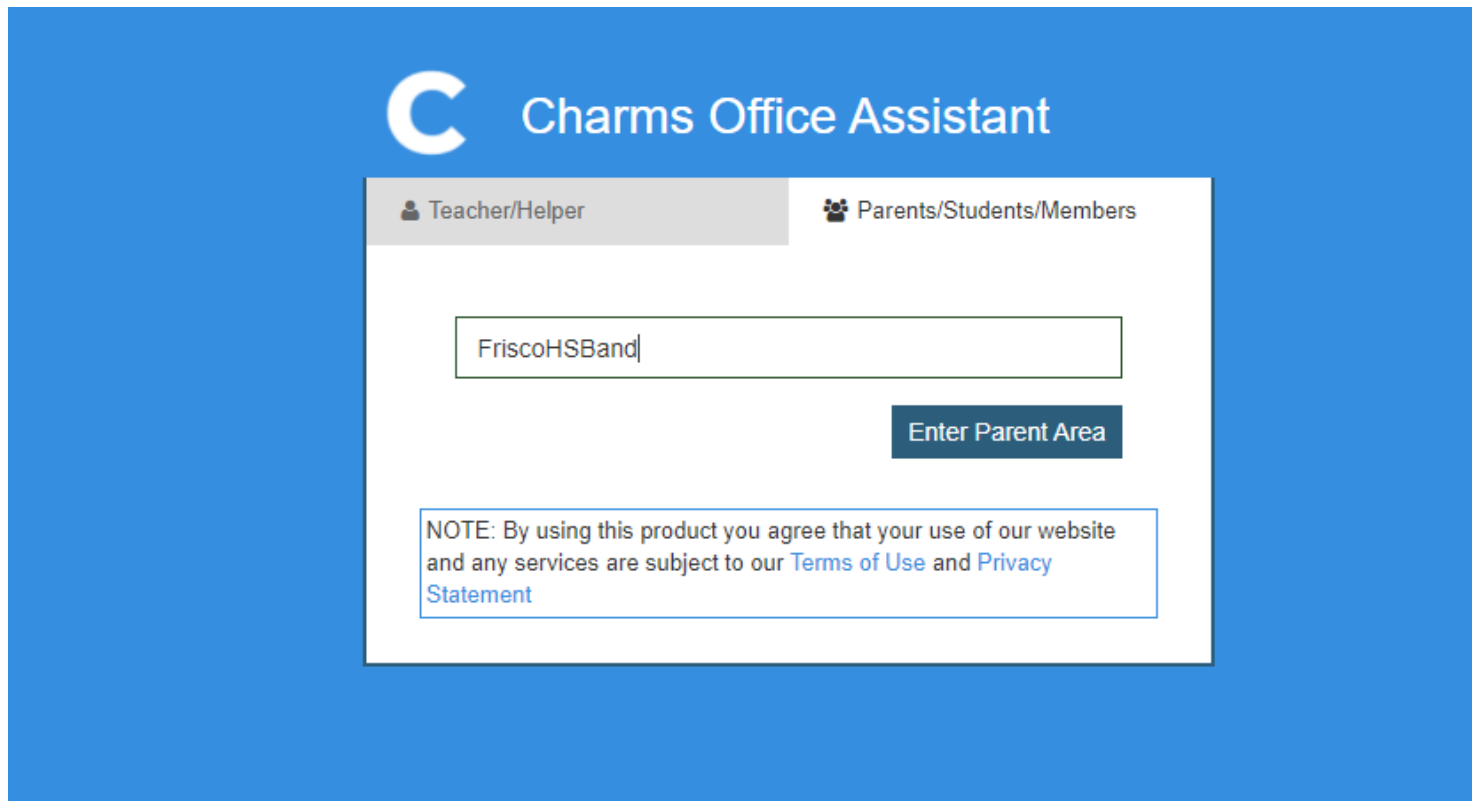 C Charms Office Assistant
Teacher/Helper
Parents/Students/Members
FriscoHSBand
Enter Parent Area
NOTE: By using this product you agree that your use of our website
and any services are subject to our Terms of Use and Privacy
Statement